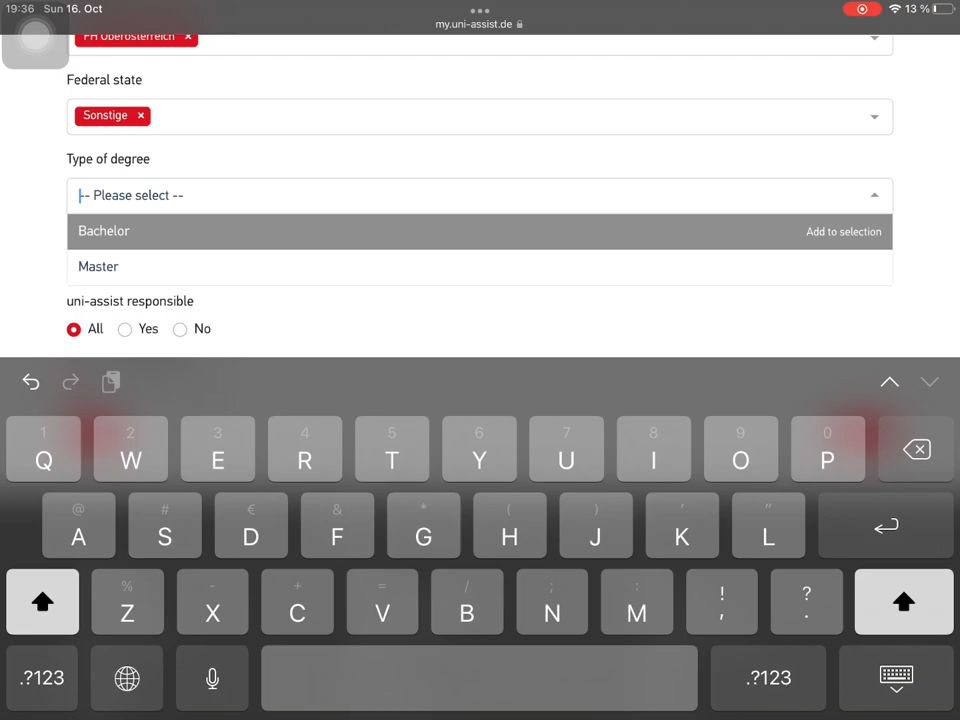 19:36 Sun 16. Oct
13 %
my.uni-assist.de
FH Oberösterreich ×
Federal state
Sonstige ×
Type of degree
-- Please select --
Bachelor Add to selection
Master
uni-assist responsible
All Yes No
1 2 3 4 5 6 7 8 9 0
Q W E R T Y U I O P
@ # € & * ( ) ' "
A S D F G H J K L
% - + = / ; : ! ?
Z X C V B N M , .
.?123 .?123